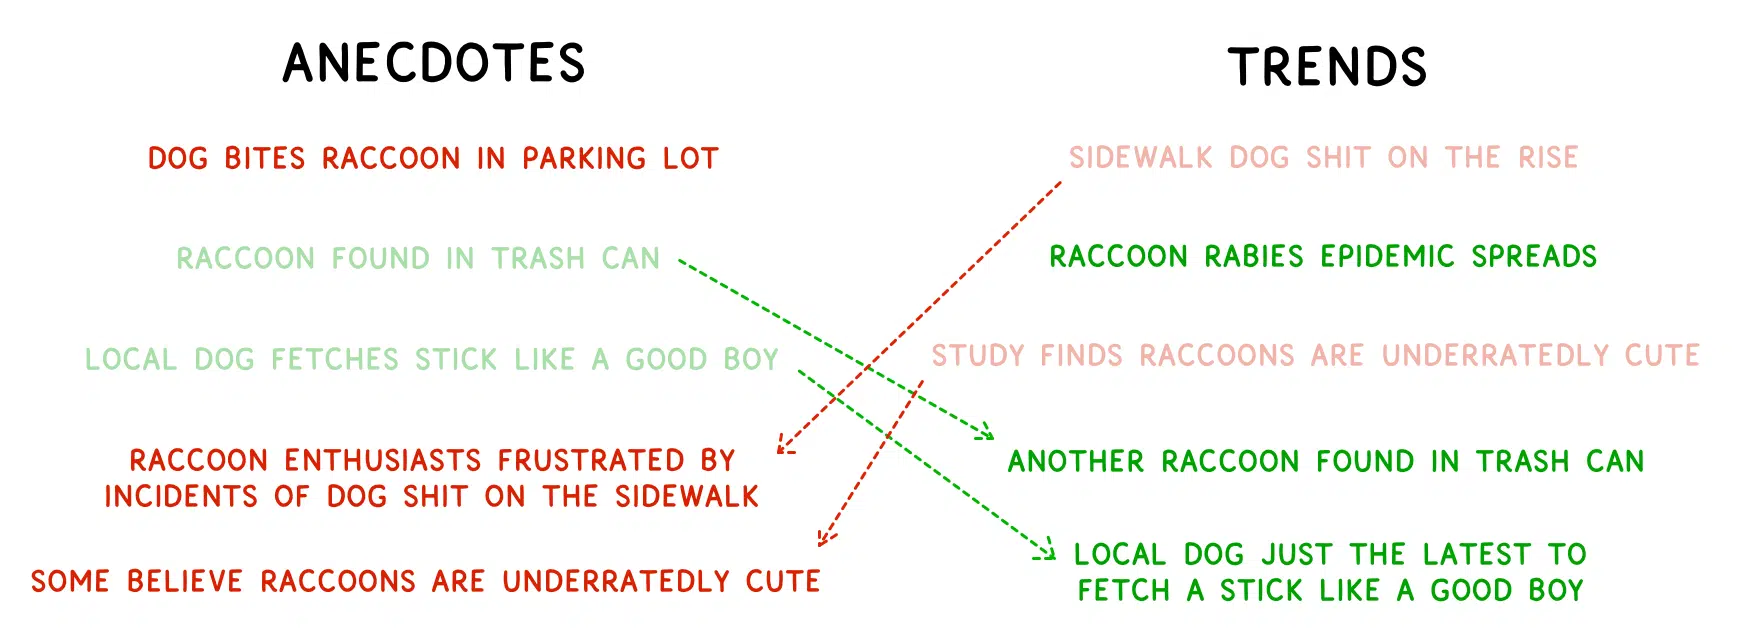 ANECDOTES
DOG BITES RACCOON IN PARKING LOT
RACCOON FOUND IN TRASH CAN
LOCAL DOG FETCHES STICK LIKE A GOOD BOY
RACCOON ENTHUSIASTS FRUSTRATED BY
INCIDENTS OF DOG SHIT ON THE SIDEWALK
SOME BELIEVE RACCOONS ARE UNDERRATEDLY CUTE
TRENDS
SIDEWALK DOG SHIT ON THE RISE
RACCOON RABIES EPIDEMIC SPREADS
STUDY FINDS RACCOONS ARE UNDERRATEDLY CUTE
ANOTHER RACCOON FOUND IN TRASH CAN
LOCAL DOG JUST THE LATEST TO
FETCH A STICK LIKE A GOOD BOY